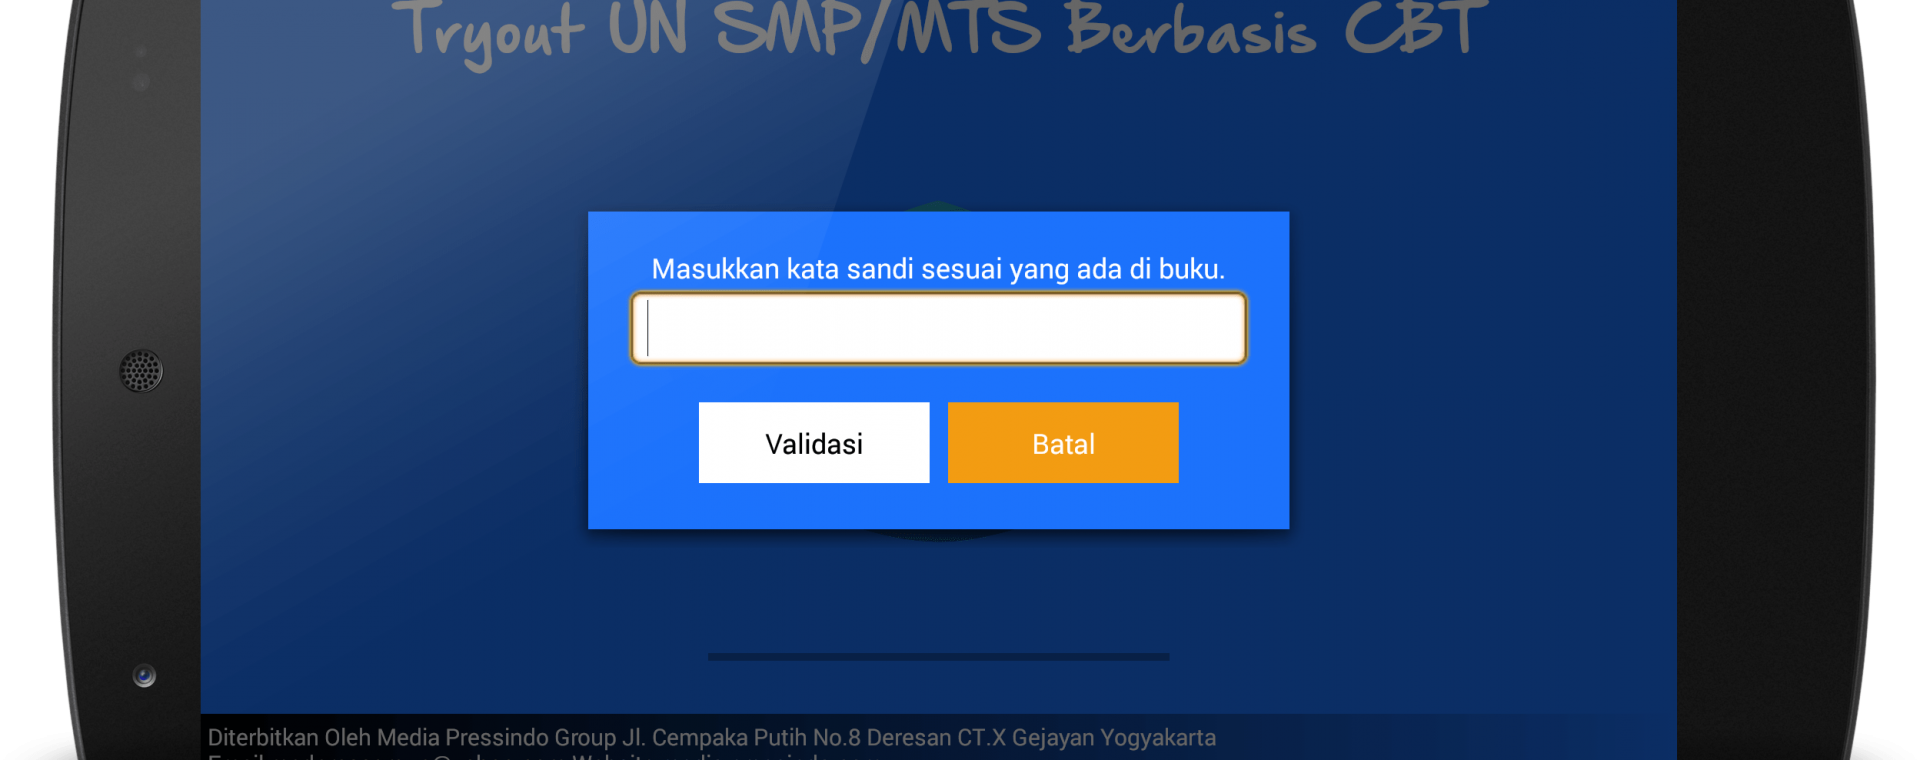 Tryout UN SMP/MTS Berbasis CBT
Masukkan kata sandi sesuai yang ada di buku.
Validasi
Batal
Diterbitkan Oleh Media Pressindo Group Jl. Cempaka Putih No.8 Deresan CT.X Gejayan Yogyakarta